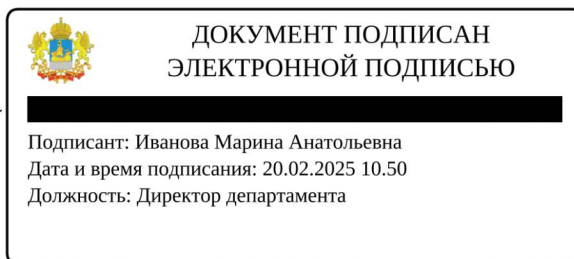 ДОКУМЕНТ ПОДПИСАН
ЭЛЕКТРОННОЙ ПОДПИСЬЮ
Подписант: Иванова Марина Анатольевна
Дата и время подписания: 20.02.2025 10.50
Должность: Директор департамента